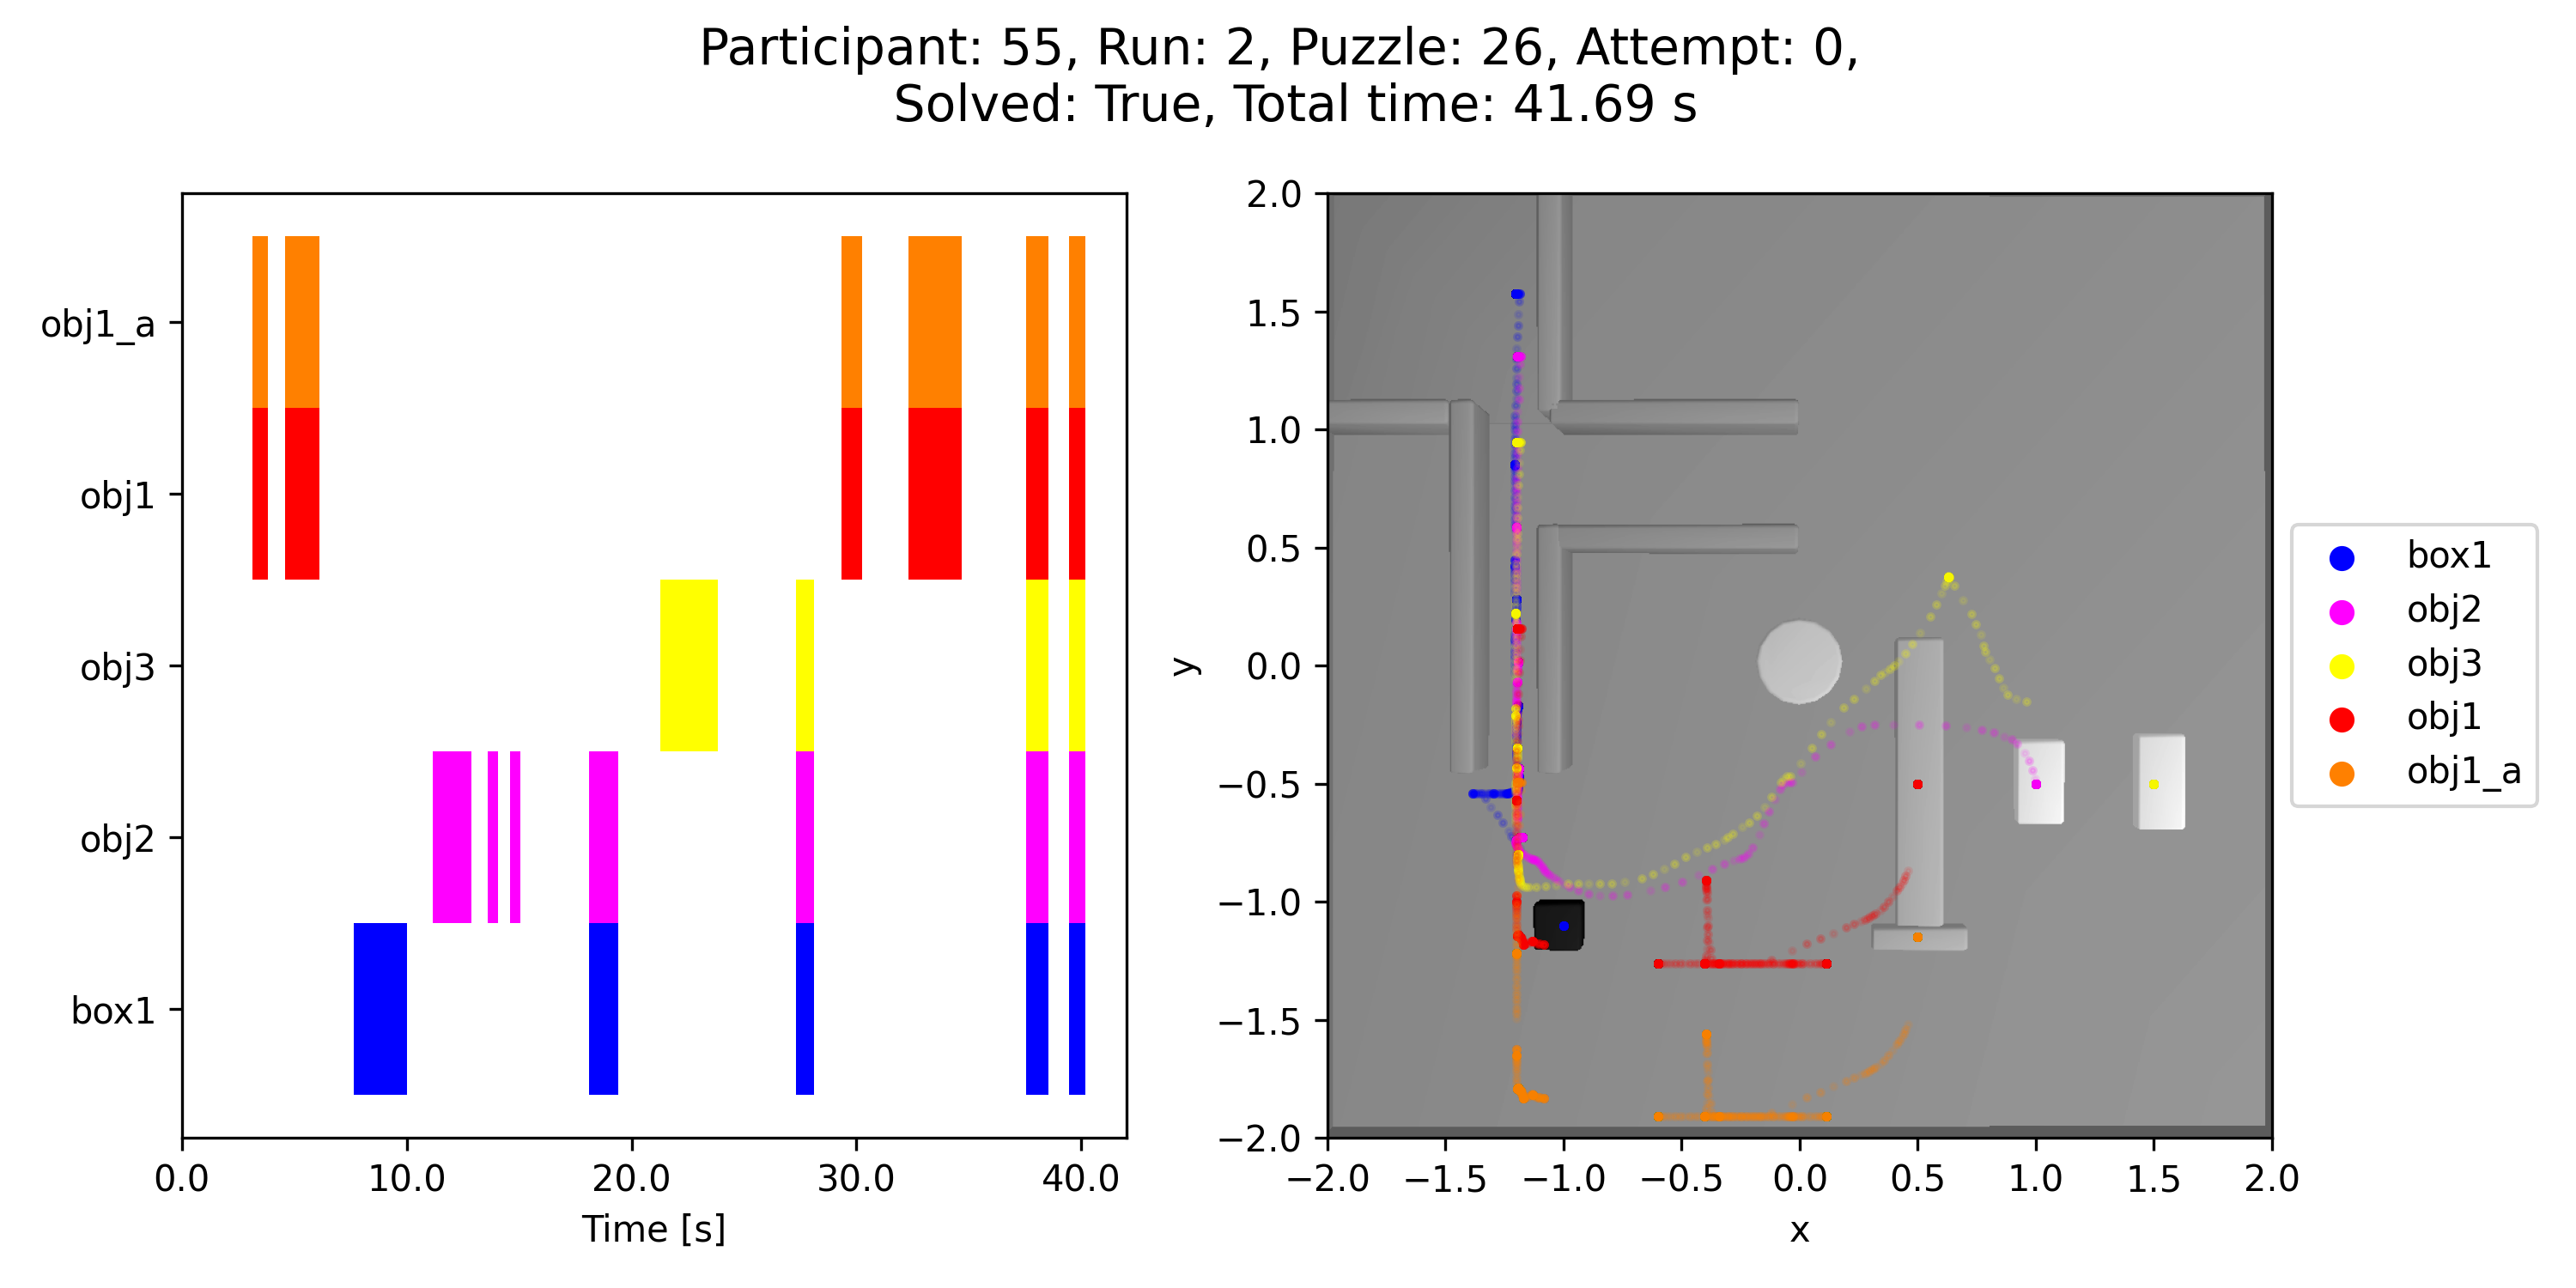 Participant: 55, Run: 2, Puzzle: 26, Attempt: 0,
Solved: True, Total time: 41.69 s
obj1_a
obj1
obj3
obj2
box1
0.0 10.0 20.0 30.0 40.0
Time [s]
2.0
1.5
1.0
0.5
0.0
−0.5
−1.0
−1.5
−2.0
y
−2.0 −1.5 −1.0 −0.5 0.0 0.5 1.0 1.5 2.0
x
box1
obj2
obj3
obj1
obj1_a